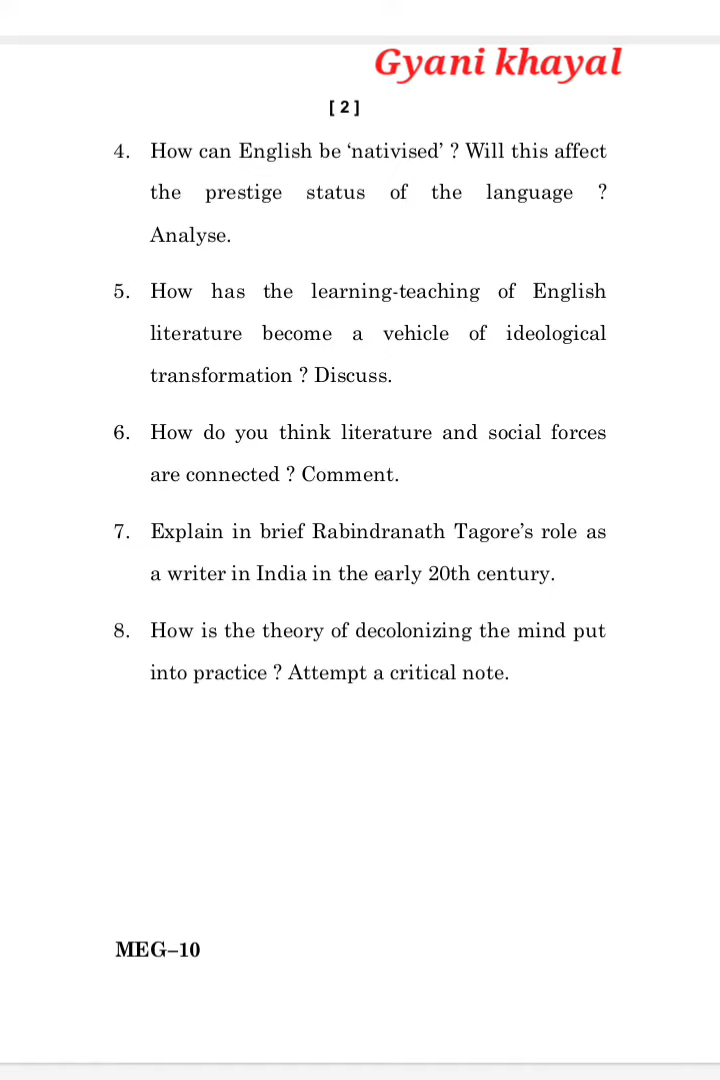 Gyani khayal
[ 2 ]
4. How can English be ‘nativised’ ? Will this affect
the prestige status of the language ?
Analyse.
5. How has the learning-teaching of English
literature become a vehicle of ideological
transformation ? Discuss.
6. How do you think literature and social forces
are connected ? Comment.
7. Explain in brief Rabindranath Tagore’s role as
a writer in India in the early 20th century.
8. How is the theory of decolonizing the mind put
into practice ? Attempt a critical note.
MEG–10